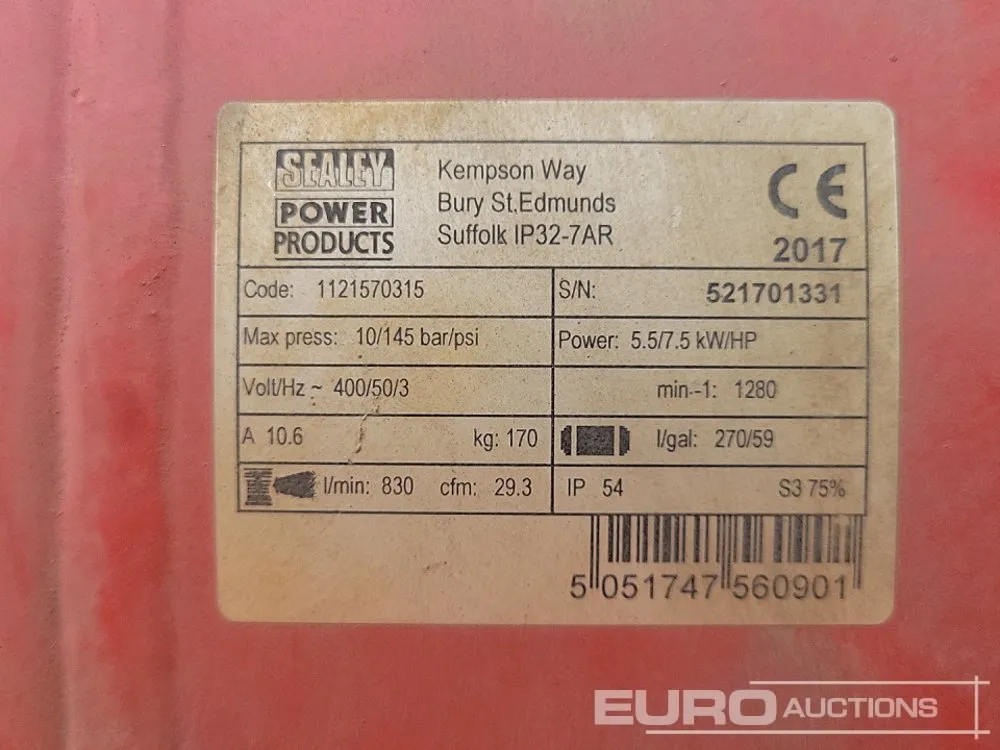 SEALEY
POWER
PRODUCTS
Kempson Way
Bury St,Edmunds
Suffolk IP32-7AR
CE
2017
Code: 1121570315
S/N: 521701331
Max press: 10/145 bar/psi
Power: 5.5/7.5 kW/HP
Volt/Hz ~ 400/50/3
min.-1: 1280
A 10.6 kg: 170
l/gal: 270/59
l/min: 830 cfm: 29.3
IP 54 S3 75%
5 051747 560901
EURO AUCTIONS